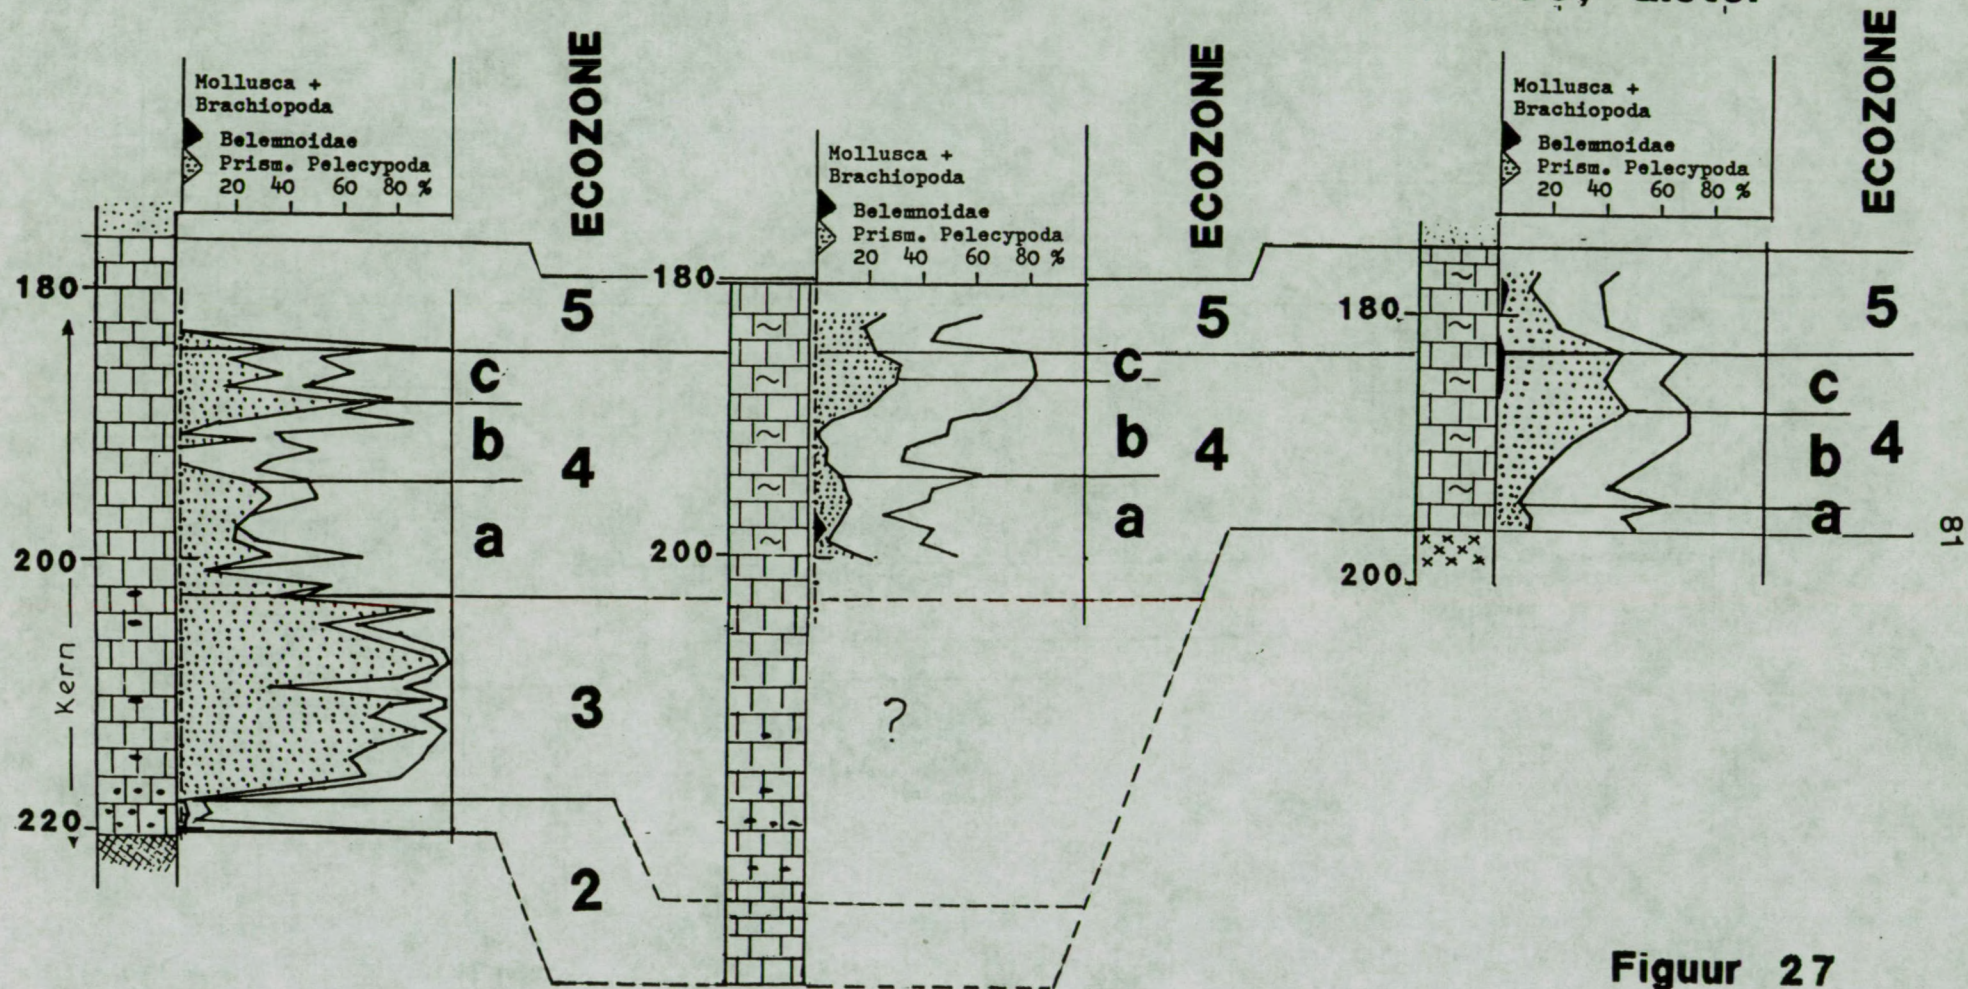 ECOZONE
Mollusca +
Brachiopoda
Belemnoidae
Prism. Pelecypoda
20 40 60 80 %
180
200
220
Kern
5
c
b
4
a
3
2
ECOZONE
Mollusca +
Brachiopoda
Belemnoidae
Prism. Pelecypoda
20 40 60 80 %
180
200
?
5
c
b
4
a
ECOZONE
Mollusca +
Brachiopoda
Belemnoidae
Prism. Pelecypoda
20 40 60 80 %
180
200
5
c
b
4
a
81
Figuur 27